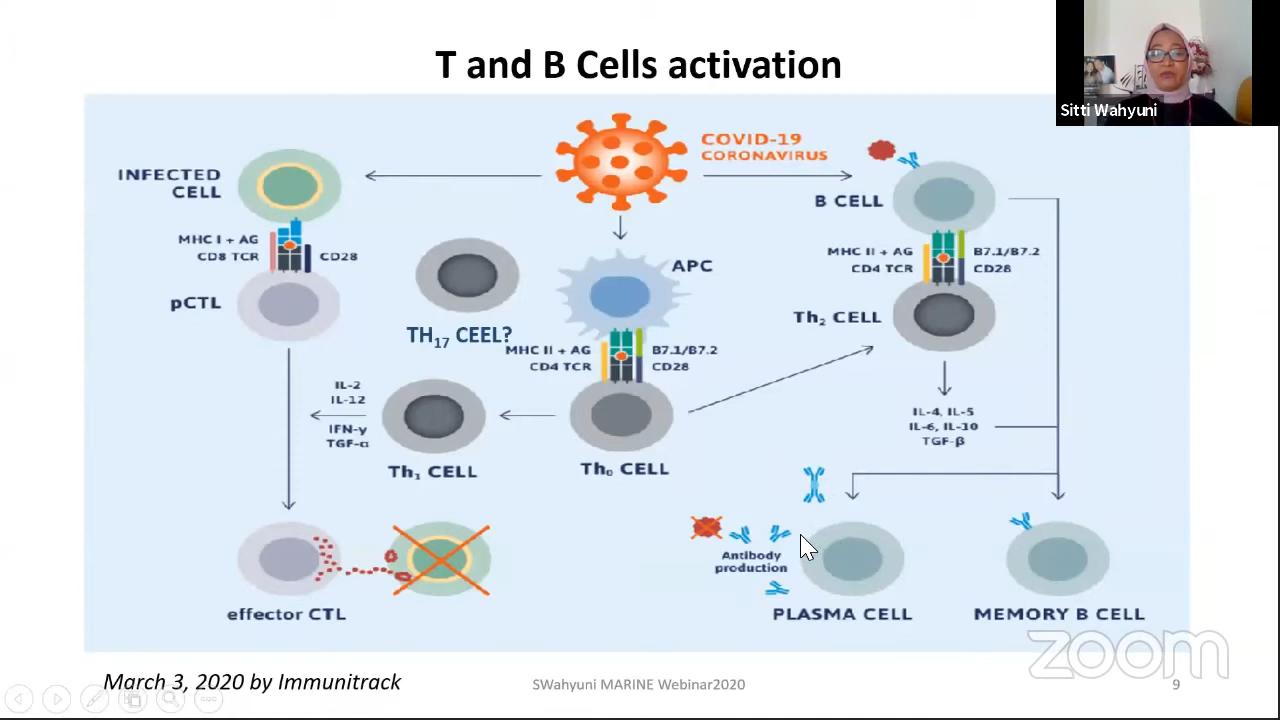 T and B Cells activation
Sitti Wahyuni
COVID-19
CORONAVIRUS
INFECTED
CELL
MHC I + AG
CD8 TCR
CD28
pCTL
TH17 CEEL?
APC
MHC II + AG
CD4 TCR
B7.1/B7.2
CD28
B CELL
MHC II + AG
CD4 TCR
B7.1/B7.2
CD28
Th2 CELL
IL-2
IL-12
IFN-γ
TGF-α
Th1 CELL
Th0 CELL
IL-4, IL-5
IL-6, IL-10
TGF-β
effector CTL
Antibody
production
PLASMA CELL
MEMORY B CELL
zoom
March 3, 2020 by Immunitrack
SWahyuni MARINE Webinar2020
9